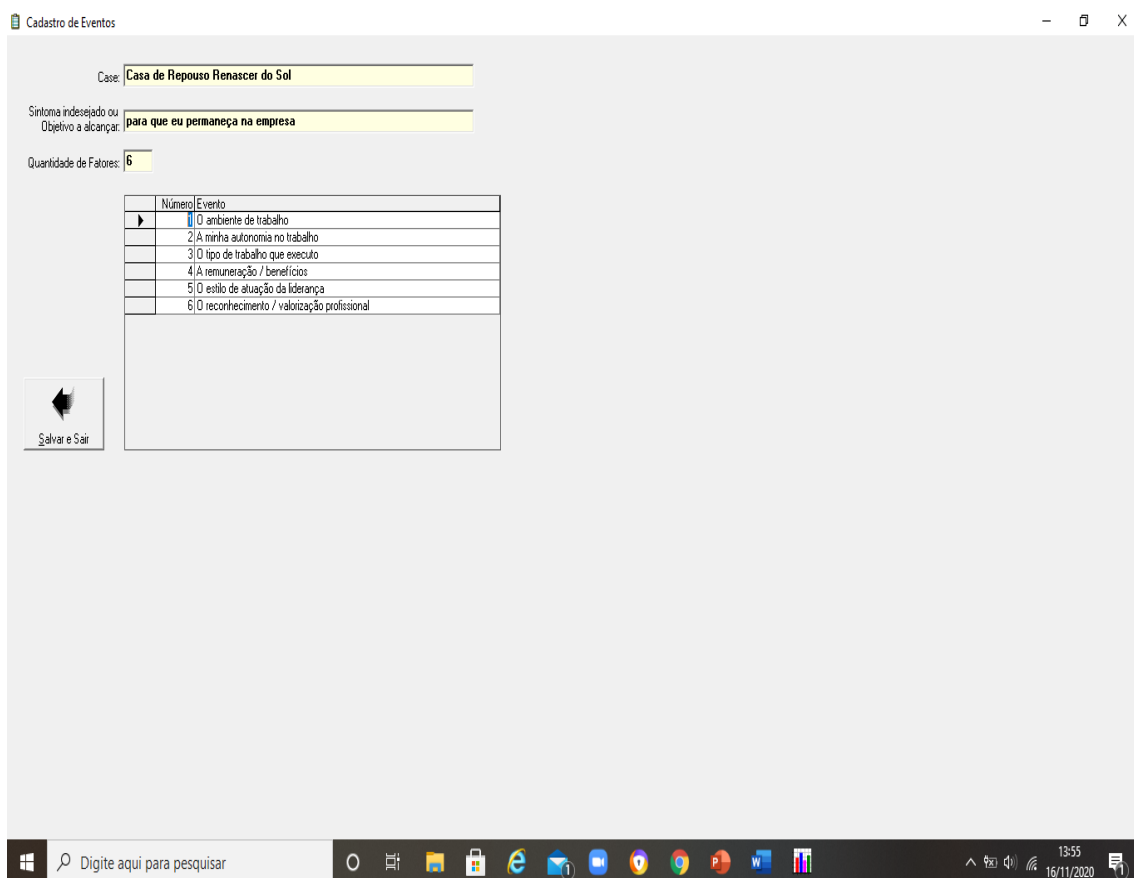 Cadastro de Eventos
Case: Casa de Repouso Renascer do Sol
Sintoma indesejado ou
Objetivo a alcançar: para que eu permaneça na empresa
Quantidade de Fatores: 6
Número Evento
1 O ambiente de trabalho
2 A minha autonomia no trabalho
3 O tipo de trabalho que executo
4 A remuneração / benefícios
5 O estilo de atuação da liderança
6 O reconhecimento / valorização profissional
Salvar e Sair
Digite aqui para pesquisar
13:55
16/11/2020